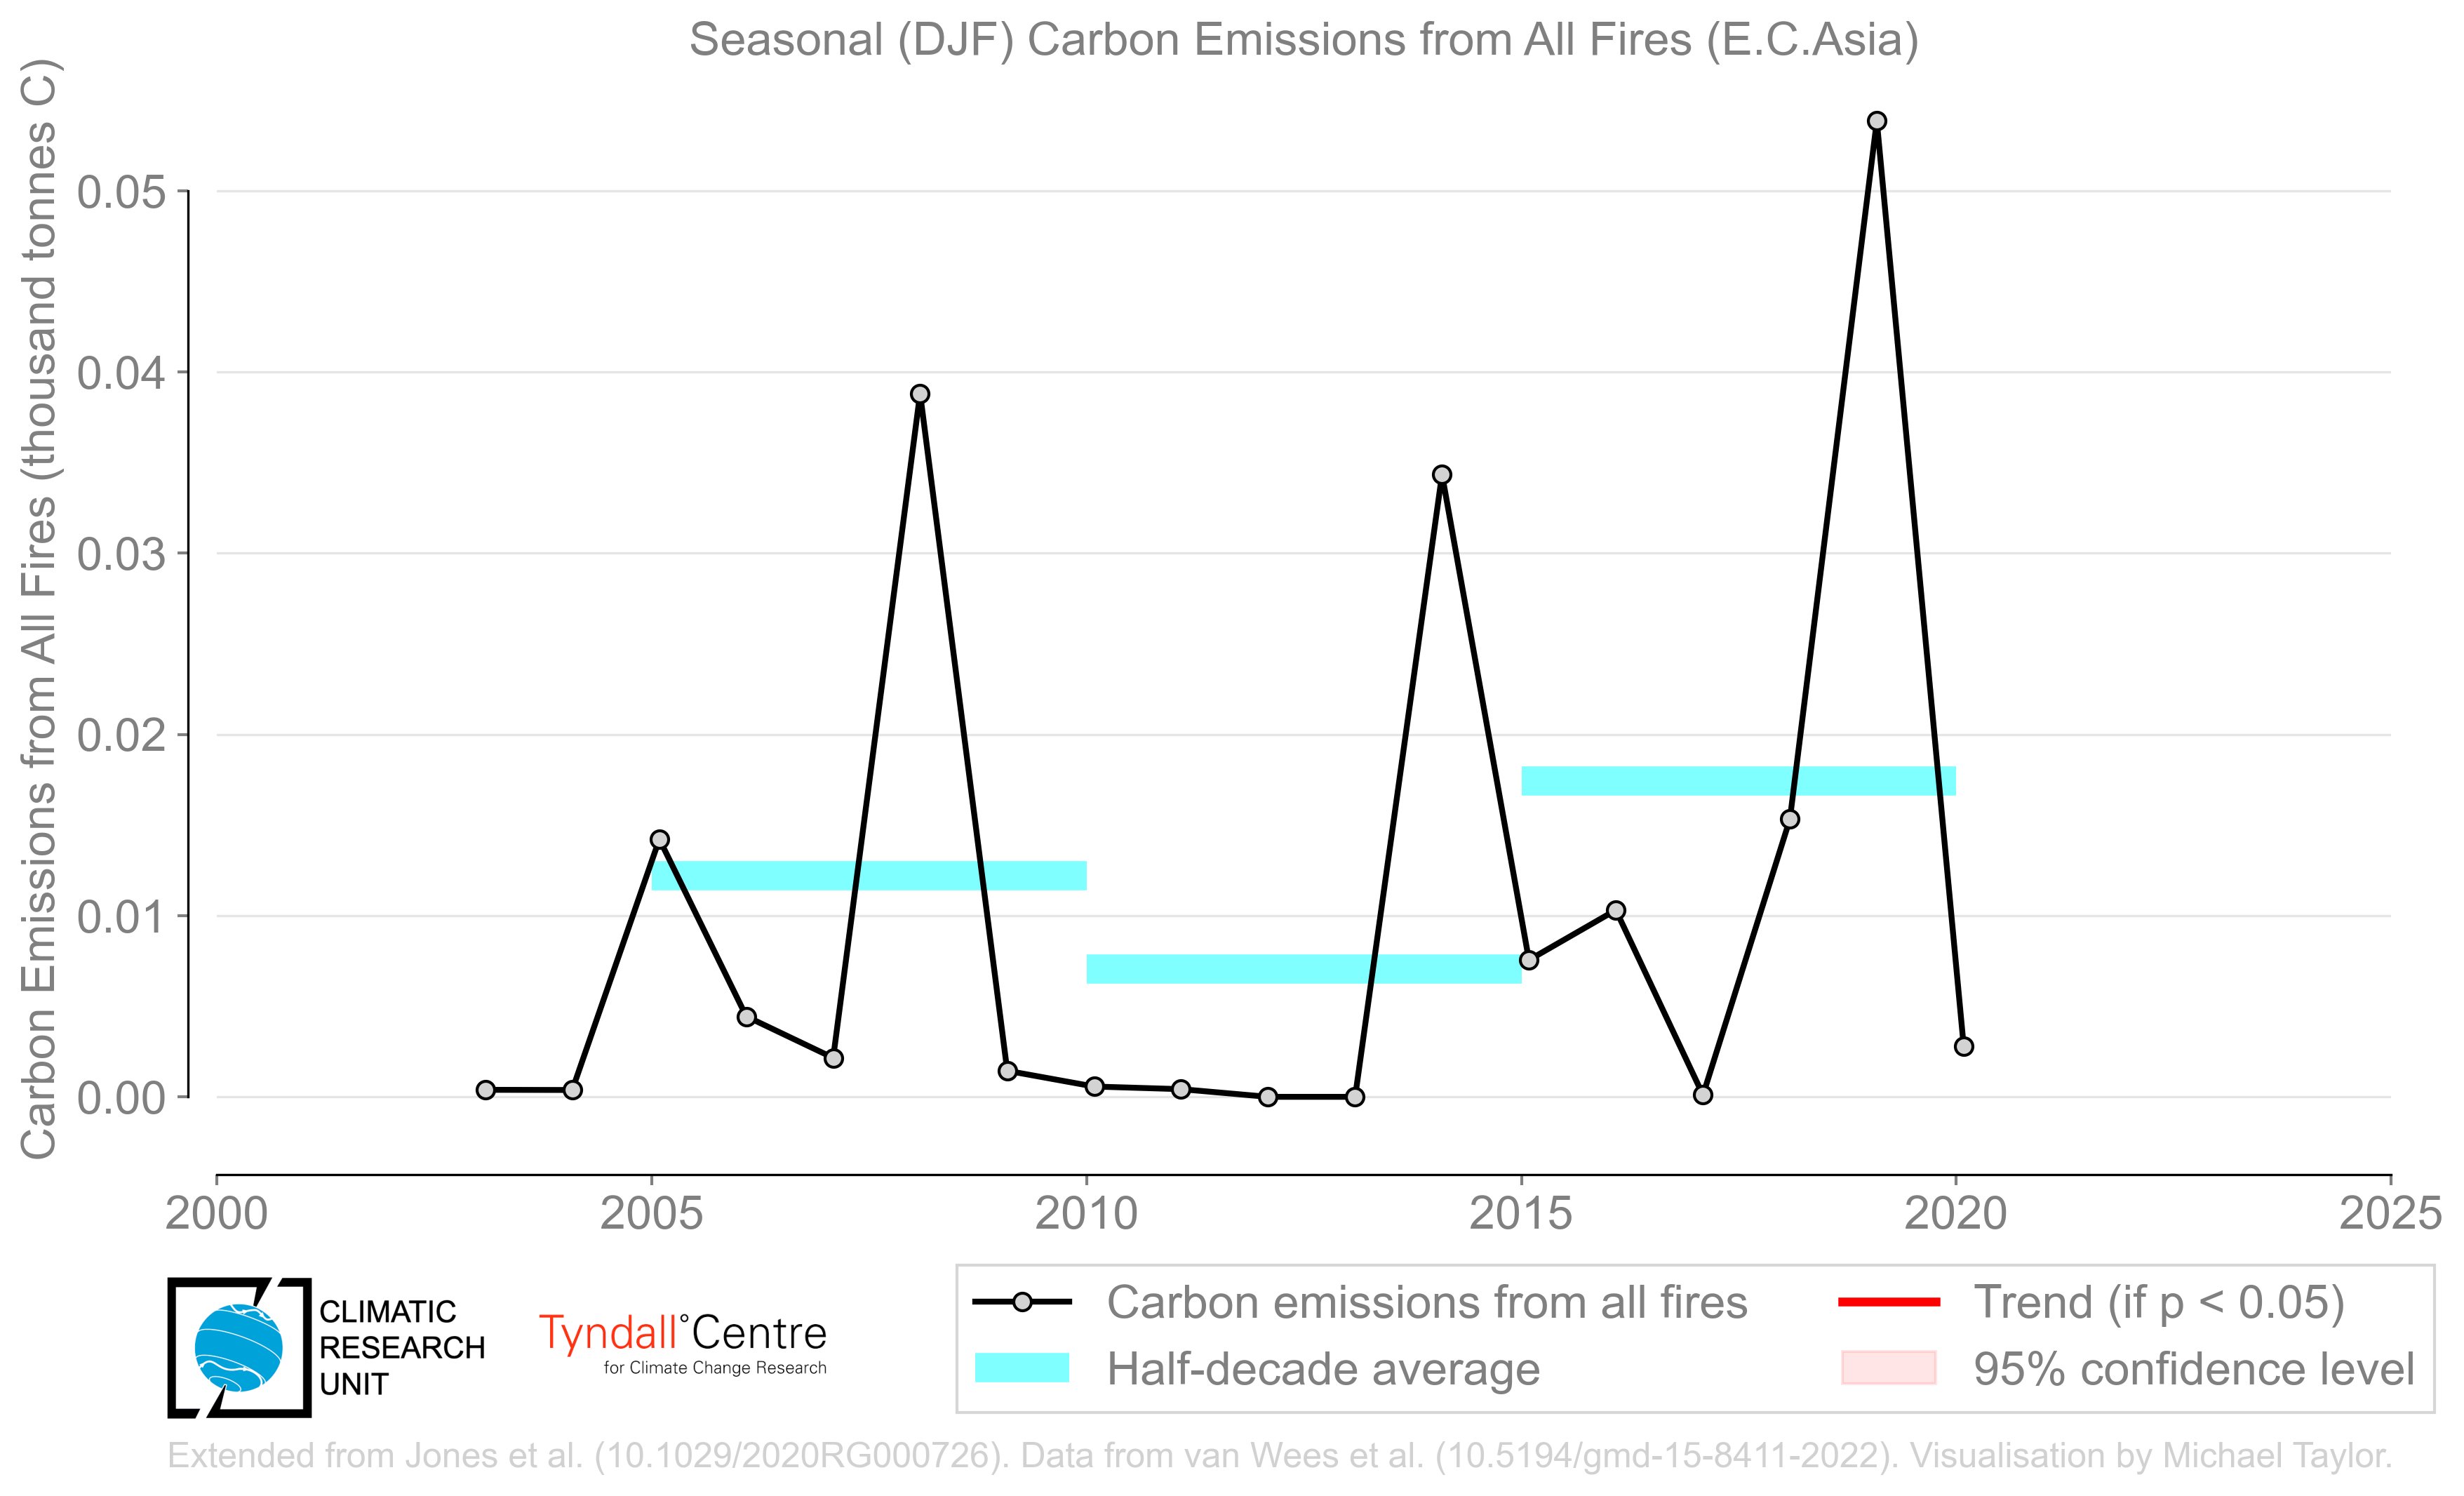 Seasonal (DJF) Carbon Emissions from All Fires (E.C.Asia)
Carbon Emissions from All Fires (thousand tonnes C)
0.05
0.04
0.03
0.02
0.01
0.00
2000 2005 2010 2015 2020 2025
CLIMATIC
RESEARCH
UNIT
Tyndall°Centre
for Climate Change Research
Carbon emissions from all fires
Half-decade average
Trend (if p < 0.05)
95% confidence level
Extended from Jones et al. (10.1029/2020RG000726). Data from van Wees et al. (10.5194/gmd-15-8411-2022). Visualisation by Michael Taylor.